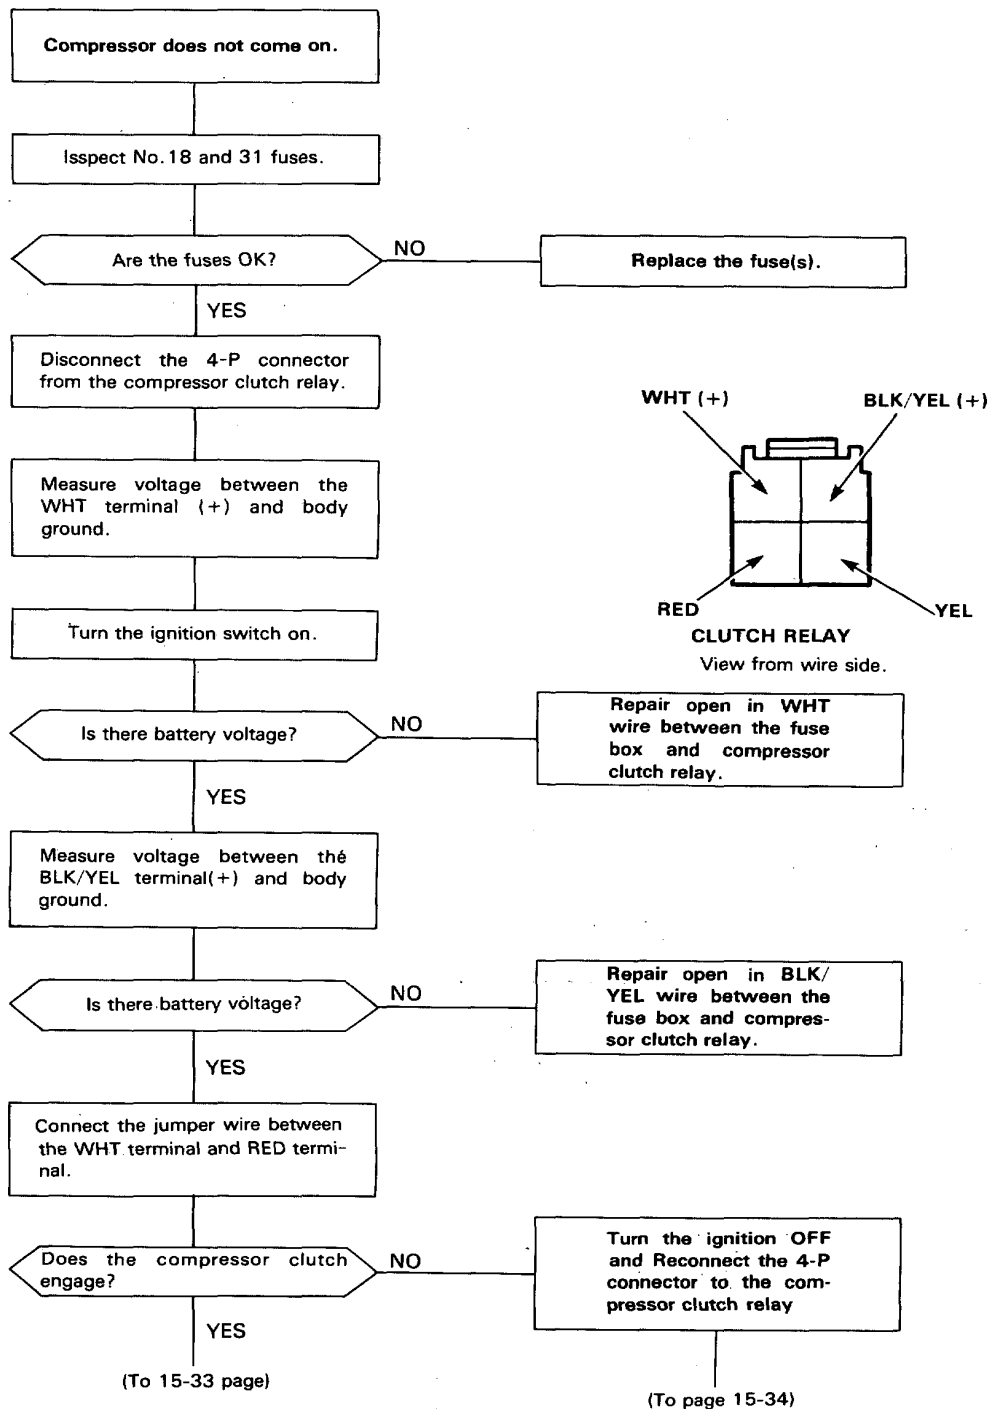 Compressor does not come on.
Isspect No.18 and 31 fuses.
Are the fuses OK?
NO
Replace the fuse(s).
YES
Disconnect the 4-P connector
from the compressor clutch relay.
WHT (+)
BLK/YEL (+)
RED
YEL
CLUTCH RELAY
View from wire side.
Measure voltage between the
WHT terminal (+) and body
ground.
Turn the ignition switch on.
Is there battery voltage?
NO
Repair open in WHT
wire between the fuse
box and compressor
clutch relay.
YES
Measure voltage between the
BLK/YEL terminal(+) and body
ground.
Is there battery voltage?
NO
Repair open in BLK/
YEL wire between the
fuse box and compres-
sor clutch relay.
YES
Connect the jumper wire between
the WHT terminal and RED termi-
nal.
Does the compressor clutch
engage?
NO
Turn the ignition OFF
and Reconnect the 4-P
connector to the com-
pressor clutch relay
YES
(To 15-33 page)
(To page 15-34)